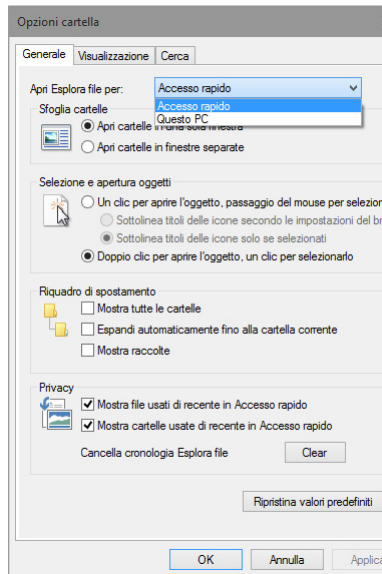 Opzioni cartella
Generale Visualizzazione Cerca
Apri Esplora file per: Accesso rapido
Accesso rapido
Questo PC
Sfoglia cartelle
Apri cartelle in una sola finestra
Apri cartelle in finestre separate
Selezione e apertura oggetti
Un clic per aprire l'oggetto, passaggio del mouse per selezior
Sottolinea titoli delle icone secondo le impostazioni del br
Sottolinea titoli delle icone solo se selezionati
Doppio clic per aprire l'oggetto, un clic per selezionarlo
Riquadro di spostamento
Mostra tutte le cartelle
Espandi automaticamente fino alla cartella corrente
Mostra raccolte
Privacy
Mostra file usati di recente in Accesso rapido
Mostra cartelle usate di recente in Accesso rapido
Cancella cronologia Esplora file Clear
Ripristina valori predefiniti
OK Annulla Applica